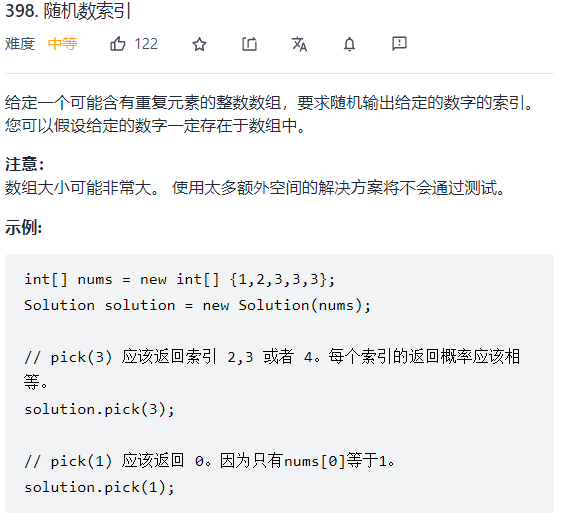 398. 随机数索引
难度 中等 122
给定一个可能含有重复元素的整数数组，要求随机输出给定的数字的索引。
您可以假设给定的数字一定存在于数组中。
注意：
数组大小可能非常大。 使用太多额外空间的解决方案将不会通过测试。
示例:
int[] nums = new int[] {1,2,3,3,3};
Solution solution = new Solution(nums);
// pick(3) 应该返回索引 2,3 或者 4。每个索引的返回概率应该相
等。
solution.pick(3);
// pick(1) 应该返回 0。因为只有nums[0]等于1。
solution.pick(1);